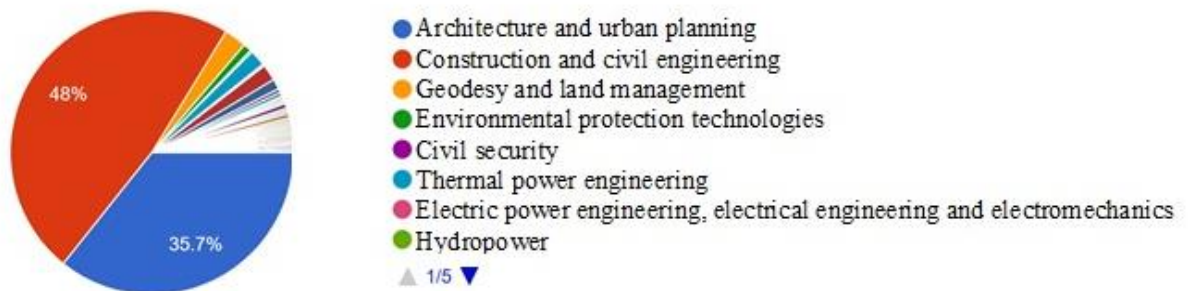 48%
35.7%
Architecture and urban planning
Construction and civil engineering
Geodesy and land management
Environmental protection technologies
Civil security
Thermal power engineering
Electric power engineering, electrical engineering and electromechanics
Hydropower
1/5